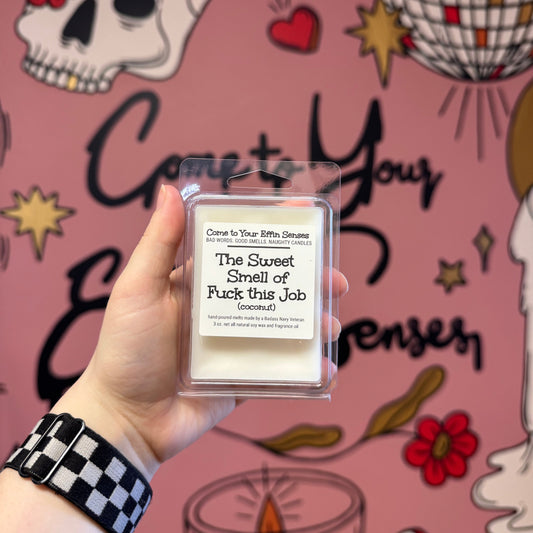 Come to Your
Effin Senses
Come to Your Effin Senses
BAD WORDS. GOOD SMELLS. NAUGHTY CANDLES
The Sweet
Smell of
Fuck this Job
(coconut)
hand poured melts made by a Badass Navy Veteran
3 oz. net all natural soy wax and fragrance oil